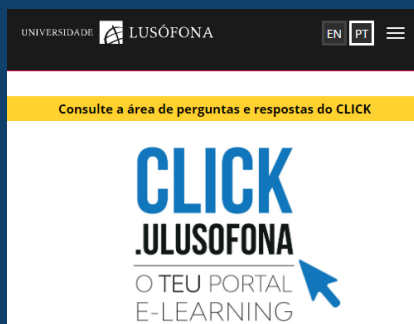 UNIVERSIDADE LUSÓFONA EN PT
Consulte a área de perguntas e respostas do CLICK
CLICK
.ULUSOFONA
O TEU PORTAL
E-LEARNING